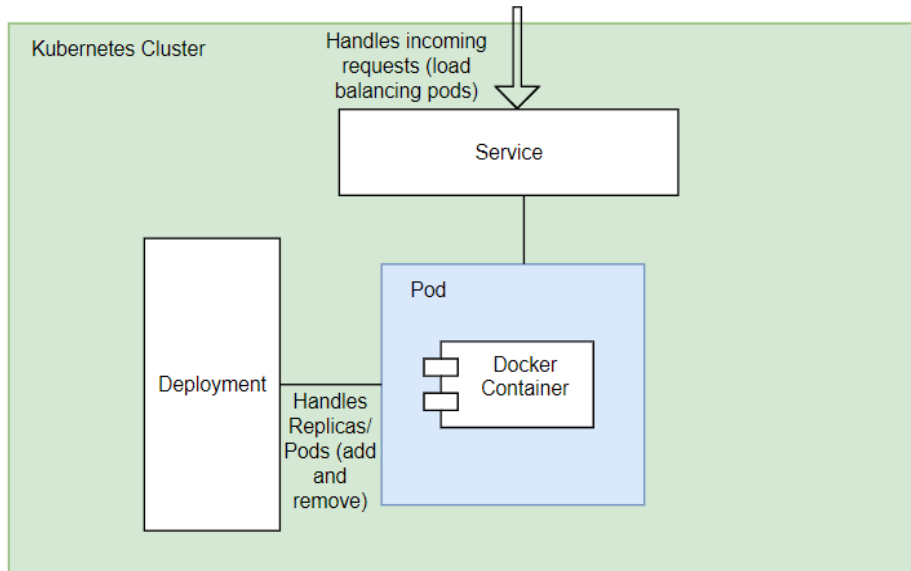 Kubernetes Cluster
Handles incoming
requests (load
balancing pods)
Service
Pod
Docker
Container
Deployment
Handles
Replicas/
Pods (add
and
remove)